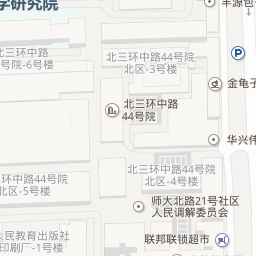 学研究院
丰源包子
北三环中路
44号院
北区-3号楼
北三环中路44号
号院-6号楼
金龟子
北三环中路
44号院
华兴伟
北三环中路44号院
北区-4号楼
北三环中路44号院
北区-5号楼
师大北路21号社区
人民调解委员会
人民教育出版社
印刷厂-1号楼
联邦联锁超市